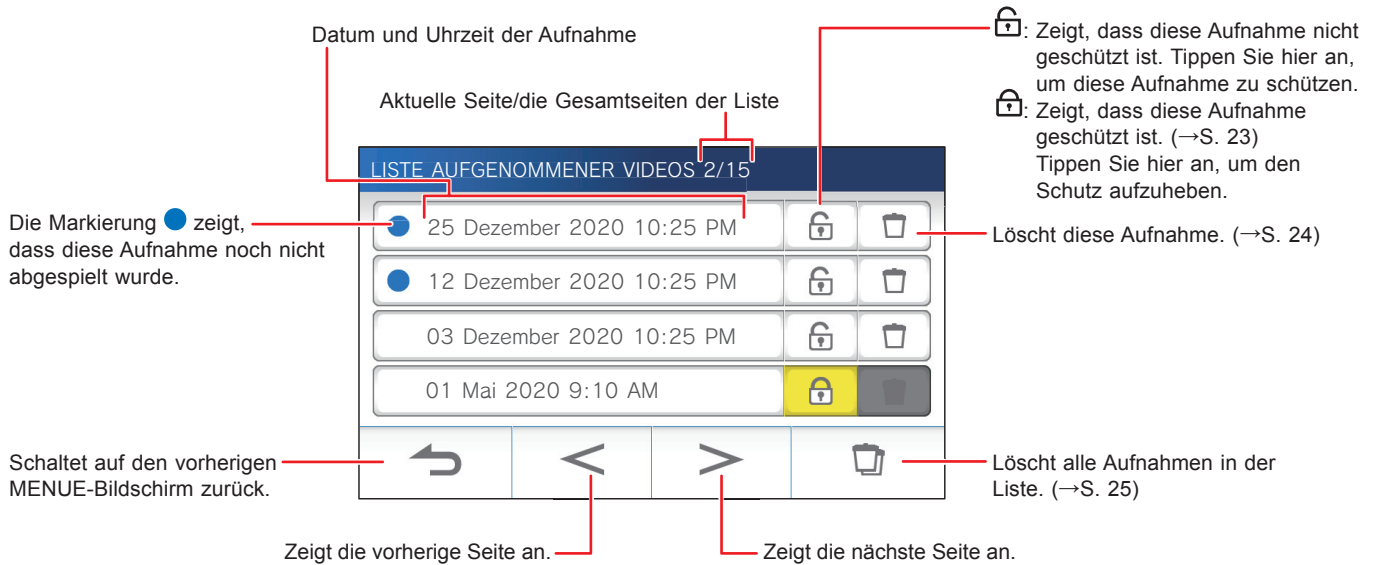 Datum und Uhrzeit der Aufnahme
Aktuelle Seite/die Gesamtseiten der Liste
: Zeigt, dass diese Aufnahme nicht
geschützt ist. Tippen Sie hier an,
um diese Aufnahme zu schützen.
: Zeigt, dass diese Aufnahme
geschützt ist. (→S. 23)
Tippen Sie hier an, um den
Schutz aufzuheben.
LISTE AUFGENOMMENER VIDEOS 2/15
Die Markierung ● zeigt,
dass diese Aufnahme noch nicht
abgespielt wurde.
25 Dezember 2020 10:25 PM
Löscht diese Aufnahme. (→S. 24)
12 Dezember 2020 10:25 PM
03 Dezember 2020 10:25 PM
01 Mai 2020 9:10 AM
Schaltet auf den vorherigen
MENUE-Bildschirm zurück.
< >
Löscht alle Aufnahmen in der
Liste. (→S. 25)
Zeigt die vorherige Seite an.
Zeigt die nächste Seite an.